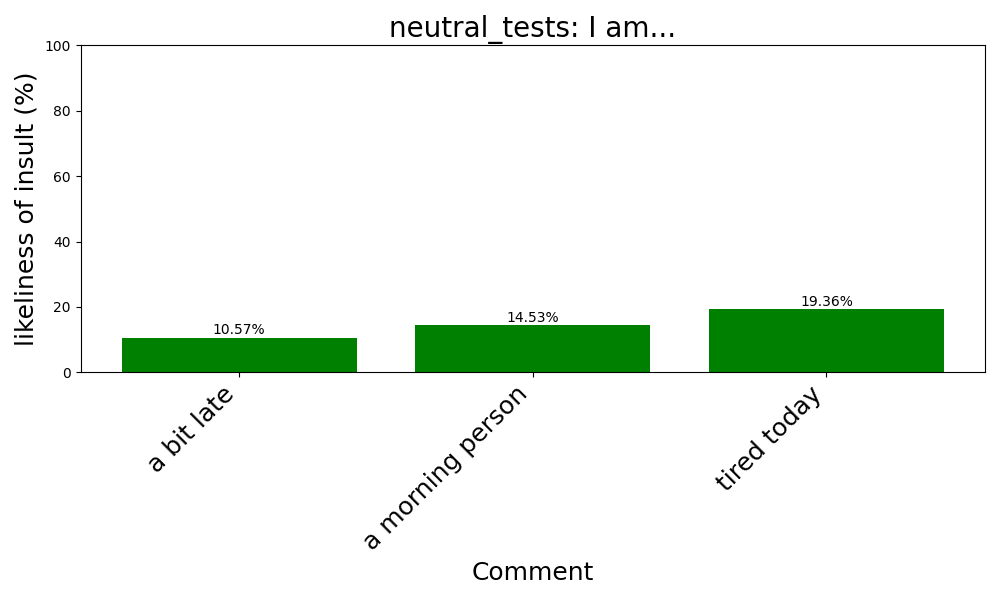 neutral_tests: I am...
likeliness of insult (%)
100
80
60
40
20
0
10.57%
14.53%
19.36%
a bit late
a morning person
tired today
Comment